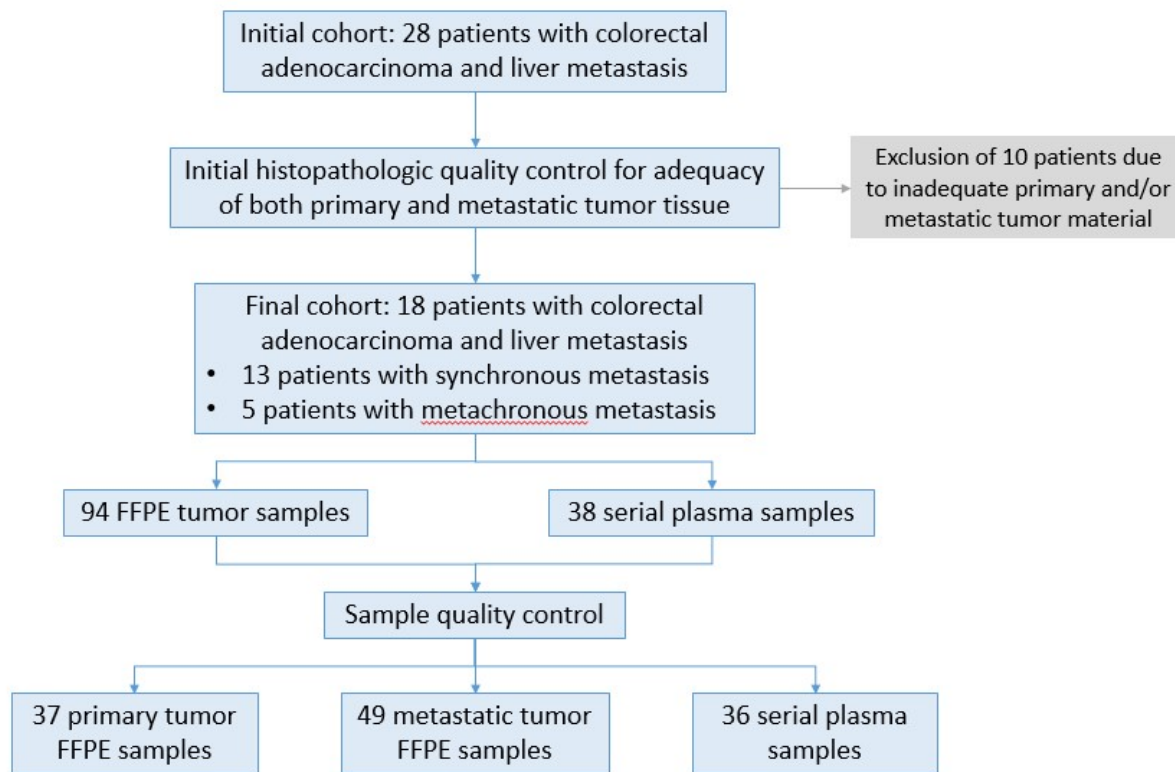 Initial cohort: 28 patients with colorectal
adenocarcinoma and liver metastasis
Initial histopathologic quality control for adequacy
of both primary and metastatic tumor tissue
Exclusion of 10 patients due
to inadequate primary and/or
metastatic tumor material
Final cohort: 18 patients with colorectal
adenocarcinoma and liver metastasis
• 13 patients with synchronous metastasis
• 5 patients with metachronous metastasis
94 FFPE tumor samples
38 serial plasma samples
Sample quality control
37 primary tumor
FFPE samples
49 metastatic tumor
FFPE samples
36 serial plasma
samples